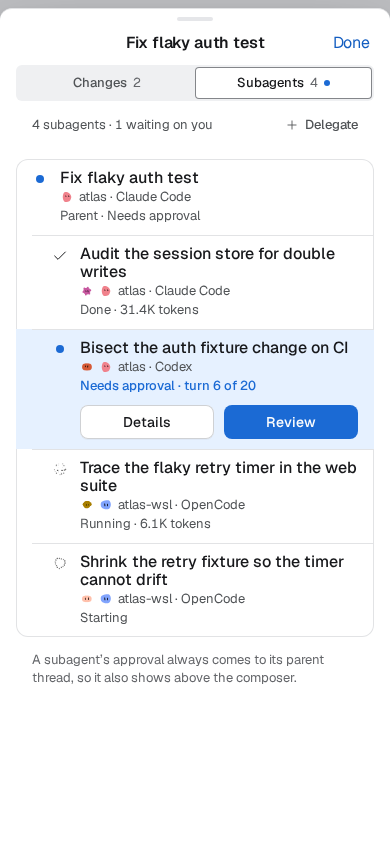 Fix flaky auth test
Done
Changes 2
Subagents 4
4 subagents · 1 waiting on you
+ Delegate
Fix flaky auth test
atlas · Claude Code
Parent · Needs approval
Audit the session store for double
writes
atlas · Claude Code
Done · 31.4K tokens
Bisect the auth fixture change on CI
atlas · Codex
Needs approval · turn 6 of 20
Details
Review
Trace the flaky retry timer in the web
suite
atlas-wsl · OpenCode
Running · 6.1K tokens
Shrink the retry fixture so the timer
cannot drift
atlas-wsl · OpenCode
Starting
A subagent's approval always comes to its parent
thread, so it also shows above the composer.